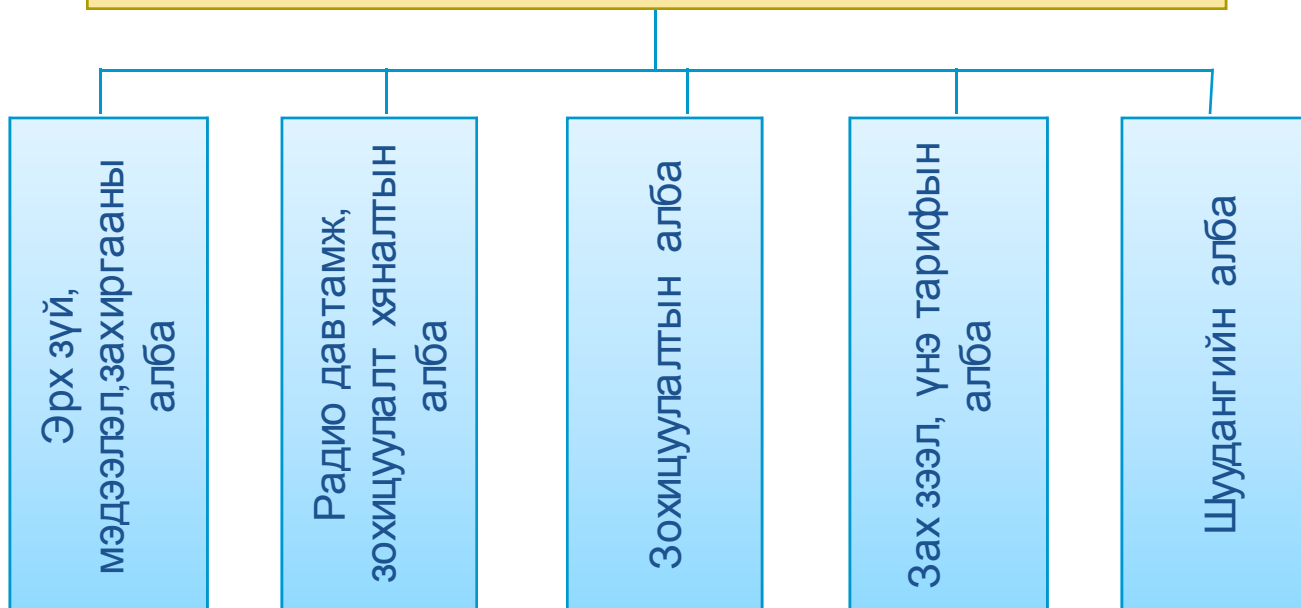 Эрх зүй,
мэдээлэл,захиргааны
алба
Радио давтамж,
зохицуулалт хяналтын
алба
Зохицуулалтын алба
Зах зээл, үнэ тарифын
алба
Шуудангийн алба